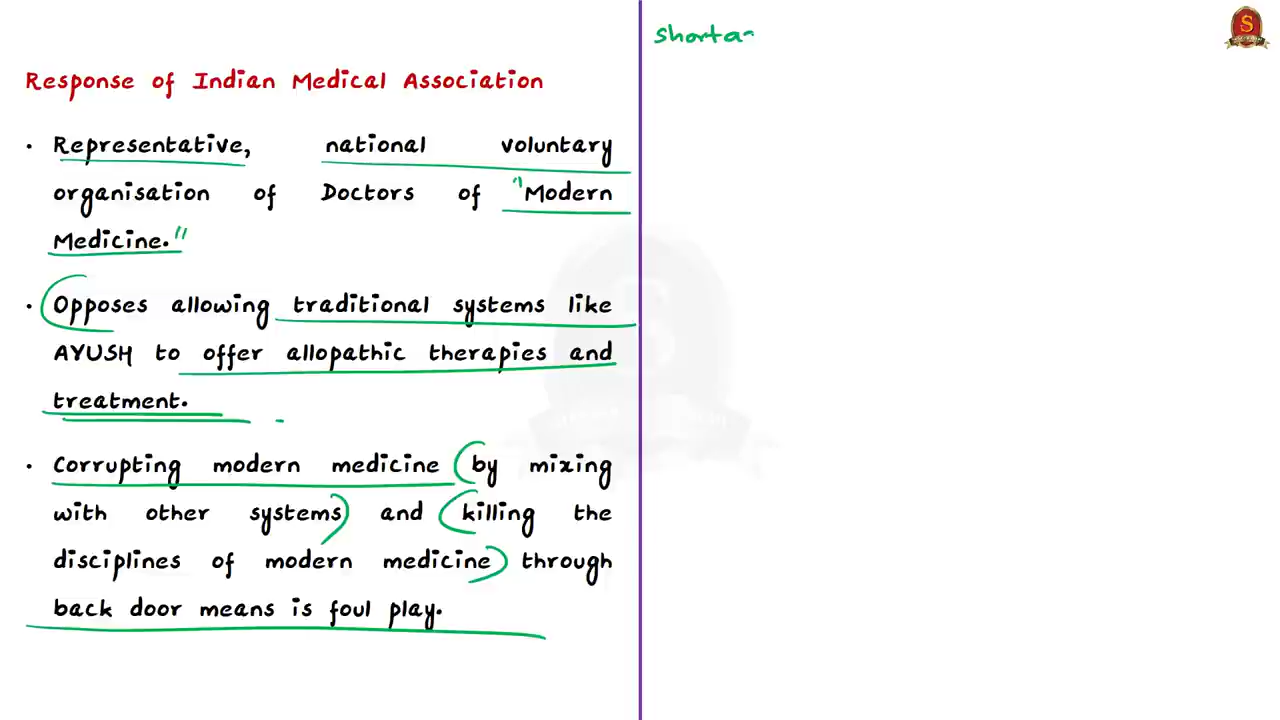 Response of Indian Medical Association
• Representative, national voluntary
organisation of Doctors of "Modern
Medicine."
• Opposes allowing traditional systems like
AYUSH to offer allopathic therapies and
treatment.
• Corrupting modern medicine (by mixing
with other systems) and (killing the
disciplines of modern medicine) through
back door means is foul play.
S